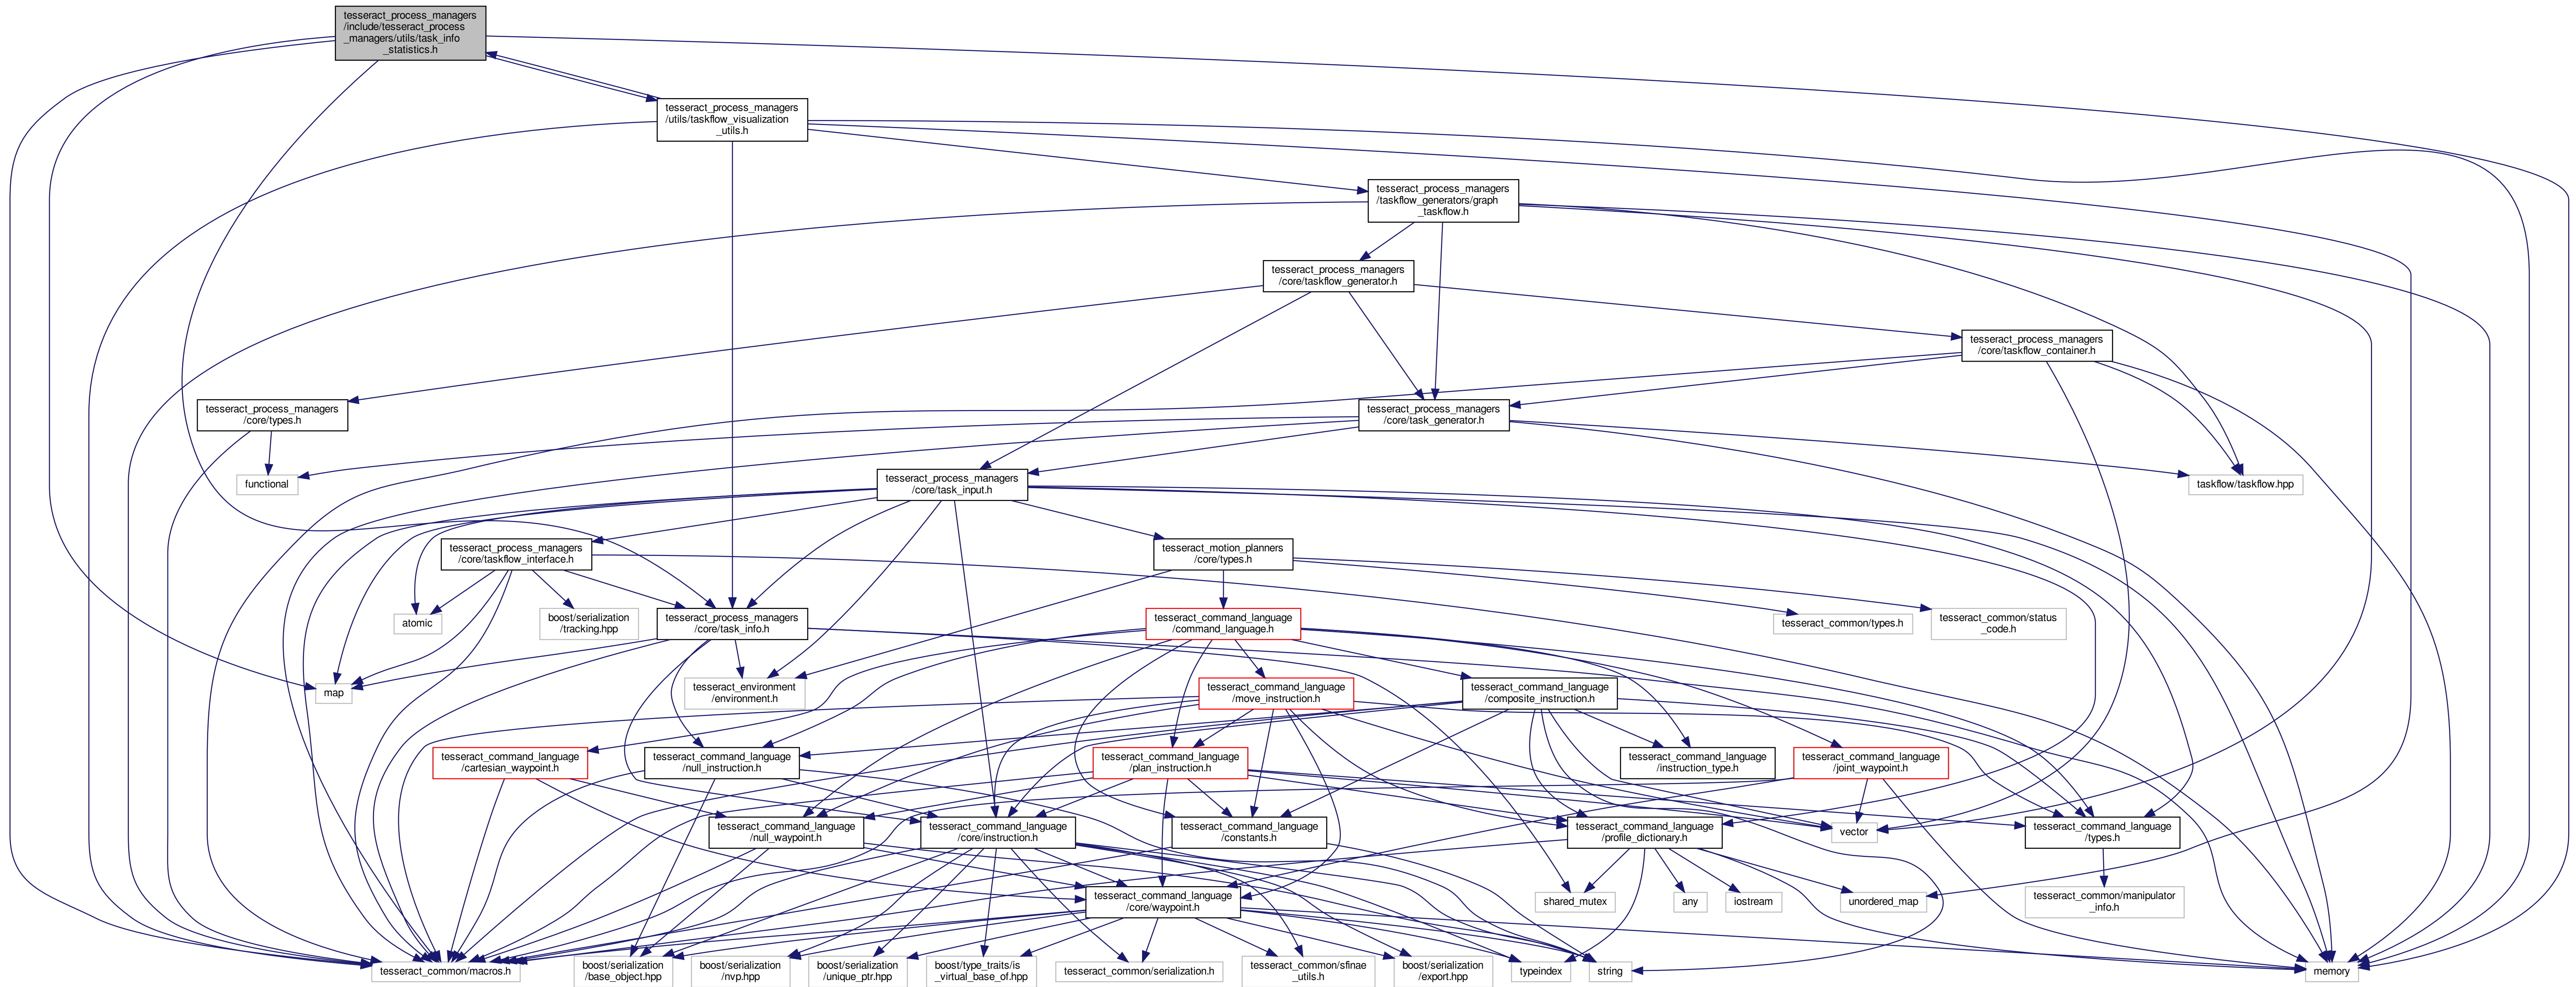 tesseract_process_managers
/include/tesseract_process
_managers/utils/task_info
_statistics.h
tesseract_process_managers
/utils/taskflow_visualization
_utils.h
tesseract_process_managers
/taskflow_generators/graph
_taskflow.h
tesseract_process_managers
/core/taskflow_generator.h
tesseract_process_managers
/core/taskflow_container.h
tesseract_process_managers
/core/types.h
tesseract_process_managers
/core/task_generator.h
functional
tesseract_process_managers
/core/task_input.h
taskflow/taskflow.hpp
tesseract_process_managers
/core/taskflow_interface.h
tesseract_motion_planners
/core/types.h
atomic
boost/serialization
/tracking.hpp
tesseract_process_managers
/core/task_info.h
tesseract_command_language
/command_language.h
tesseract_common/types.h
tesseract_common/status
_code.h
map
tesseract_environment
/environment.h
tesseract_command_language
/move_instruction.h
tesseract_command_language
/composite_instruction.h
tesseract_command_language
/cartesian_waypoint.h
tesseract_command_language
/null_instruction.h
tesseract_command_language
/plan_instruction.h
tesseract_command_language
/instruction_type.h
tesseract_command_language
/joint_waypoint.h
tesseract_command_language
/null_waypoint.h
tesseract_command_language
/core/instruction.h
tesseract_command_language
/constants.h
tesseract_command_language
/profile_dictionary.h
vector
tesseract_command_language
/types.h
tesseract_command_language
/core/waypoint.h
shared_mutex
any
iostream
unordered_map
tesseract_common/manipulator
_info.h
tesseract_common/macros.h
boost/serialization
/base_object.hpp
boost/serialization
/nvp.hpp
boost/serialization
/unique_ptr.hpp
boost/type_traits/is
_virtual_base_of.hpp
tesseract_common/serialization.h
tesseract_common/sfinae
_utils.h
boost/serialization
/export.hpp
typeindex
string
memory